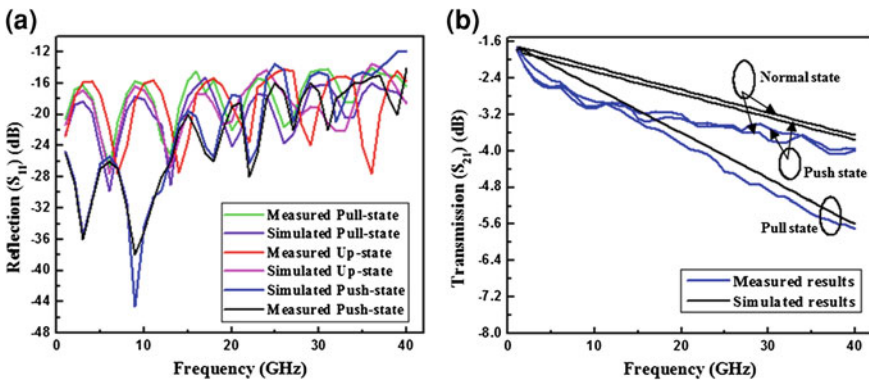 (a)
-12
-16
-20
-24
-28
-32
-36
-40
-44
-48
Reflection (S11) (dB)
Measured Pull-state
Simulated Pull-state
Measured Up-state
Simulated Up-state
Simulated Push-state
Measured Push-state
0 10 20 30 40
Frequency (GHz)
(b)
-1.6
-2.4
-3.2
-4.0
-4.8
-5.6
-6.4
-7.2
-8.0
Transmission (S21) (dB)
Normal state
Push state
Pull state
Measured results
Simulated results
0 10 20 30 40
Frequency (GHz)